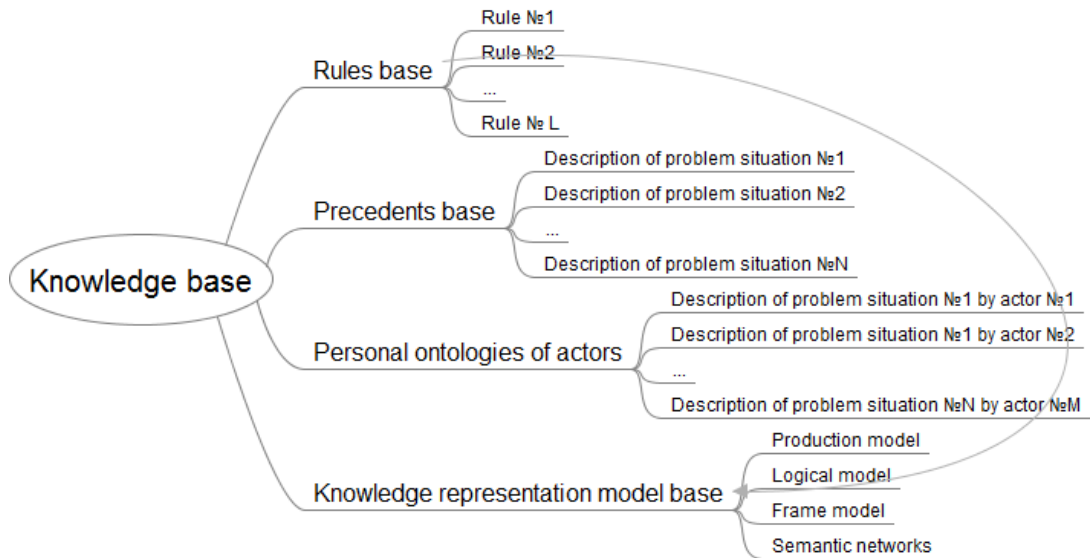 Knowledge base
Rules base
Rule №1
Rule №2
...
Rule № L
Precedents base
Description of problem situation №1
Description of problem situation №2
...
Description of problem situation №N
Personal ontologies of actors
Description of problem situation №1 by actor №1
Description of problem situation №1 by actor №2
...
Description of problem situation №N by actor №M
Knowledge representation model base
Production model
Logical model
Frame model
Semantic networks